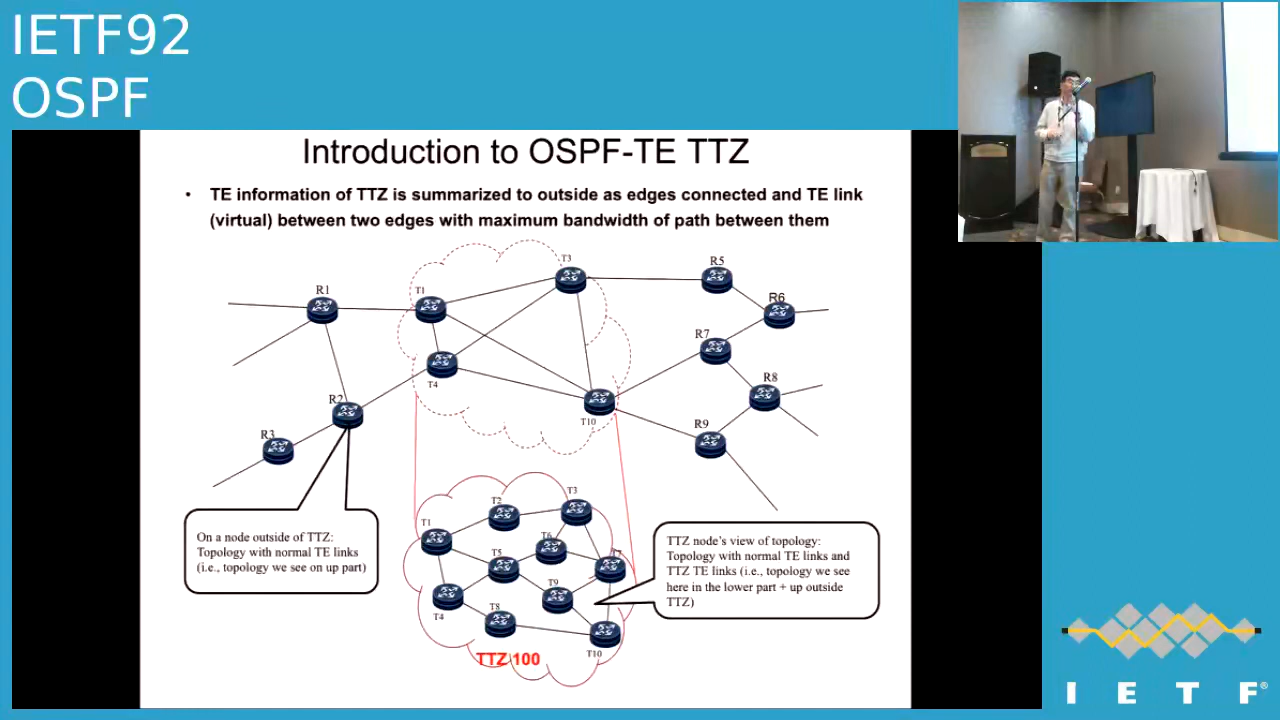 IETF92
OSPF
Introduction to OSPF-TE TTZ
• TE information of TTZ is summarized to outside as edges connected and TE link
(virtual) between two edges with maximum bandwidth of path between them
T3
R5
R1
T1
R6
R7
T4
R8
R2
T10
R9
R3
T3
T2
T1
On a node outside of TTZ:
Topology with normal TE links
(i.e., topology we see on up part)
T6
T5
T7
TTZ node's view of topology:
Topology with normal TE links and
TTZ TE links (i.e., topology we see
here in the lower part + up outside
TTZ)
T9
T4
T8
T10
TTZ 100
I E T F®